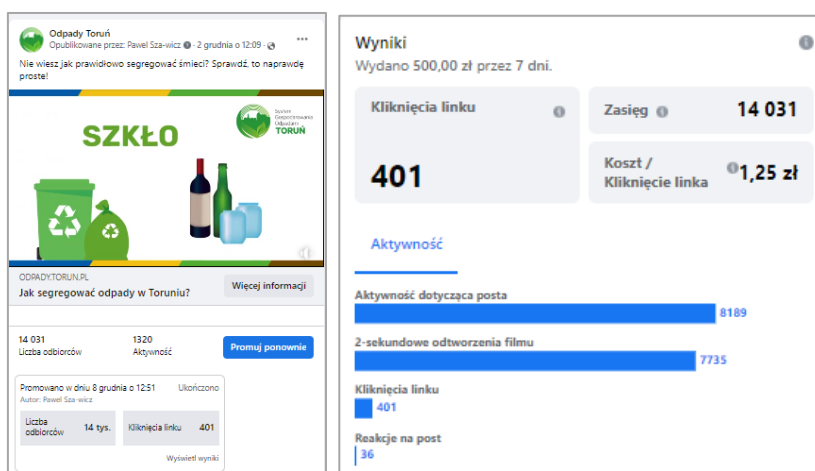 Odpady Toruń
Opublikowane przez: Pawel Sza-wicz · 2 grudnia o 12:09 ·
Nie wiesz jak prawidłowo segregować śmieci? Sprawdź, to naprawdę
proste!
SZKŁO
System
Gospodarowania
Odpadami
TORUŃ
ODPADY.TORUN.PL
Jak segregować odpady w Toruniu?
Więcej informacji
14 031
Liczba odbiorców
1320
Aktywność
Promuj ponownie
Promowano w dniu 8 grudnia o 12:51 Ukończono
Autor: Pawel Sza-wicz
Liczba
odbiorców
14 tys.
Kliknięcia linku 401
Wyświetl wyniki
Wyniki
Wydano 500,00 zł przez 7 dni.
Kliknięcia linku
401
Zasięg 14 031
Koszt /
Kliknięcie linka
1,25 zł
Aktywność
Aktywność dotycząca posta
8189
2-sekundowe odtworzenia filmu
7735
Kliknięcia linku
401
Reakcje na post
36